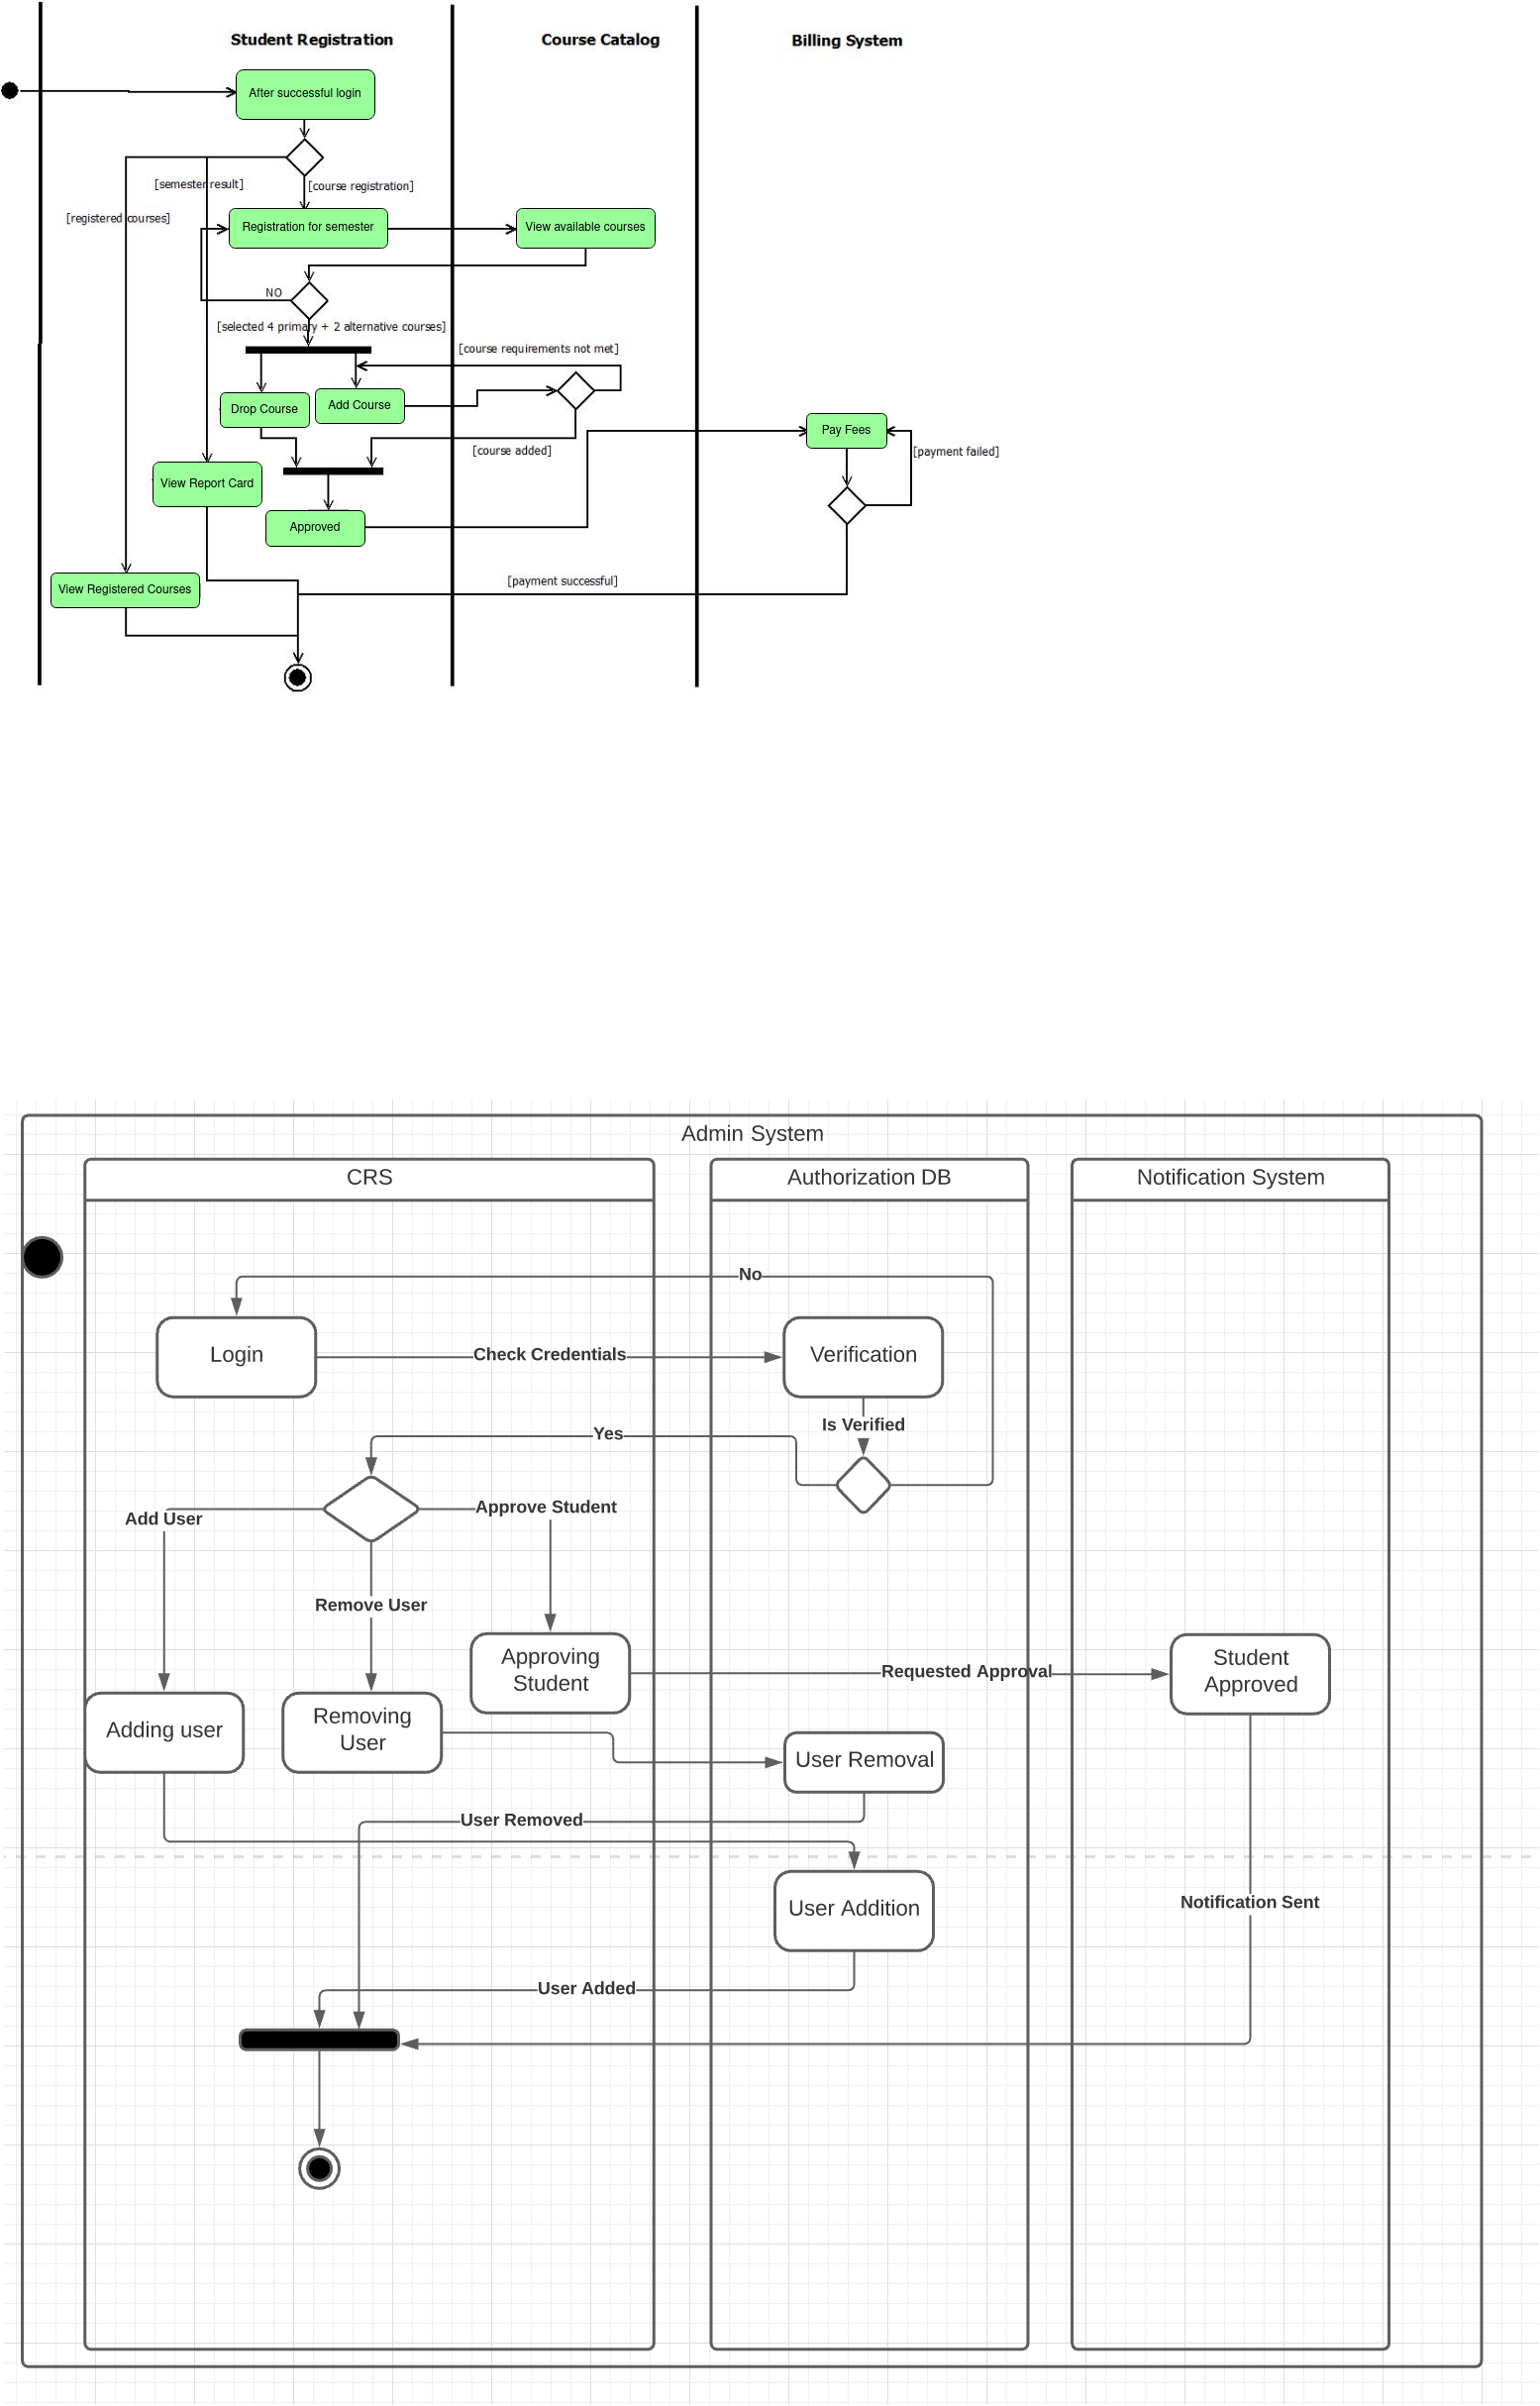 Student Registration
Course Catalog
Billing System
After successful login
[semester result]
[course registration]
[registered courses]
Registration for semester
View available courses
NO
[selected 4 primary + 2 alternative courses]
[course requirements not met]
Drop Course
Add Course
Pay Fees
[course added]
[payment failed]
View Report Card
Approved
[payment successful]
View Registered Courses
Admin System
CRS
Authorization DB
Notification System
No
Login
Check Credentials
Verification
Is Verified
Yes
Approve Student
Add User
Remove User
Approving
Student
Requested Approval
Student
Approved
Adding user
Removing
User
User Removal
User Removed
User Addition
Notification Sent
User Added